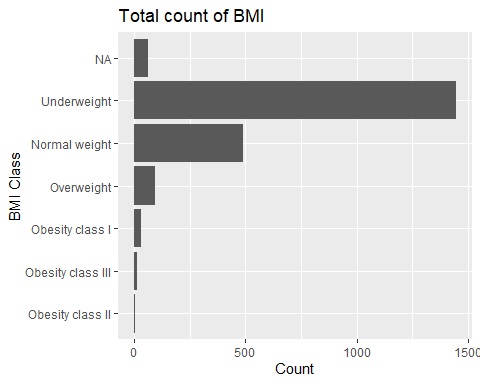 Total count of BMI
BMI Class
NA
Underweight
Normal weight
Overweight
Obesity class I
Obesity class III
Obesity class II
0
500
1000
1500
Count